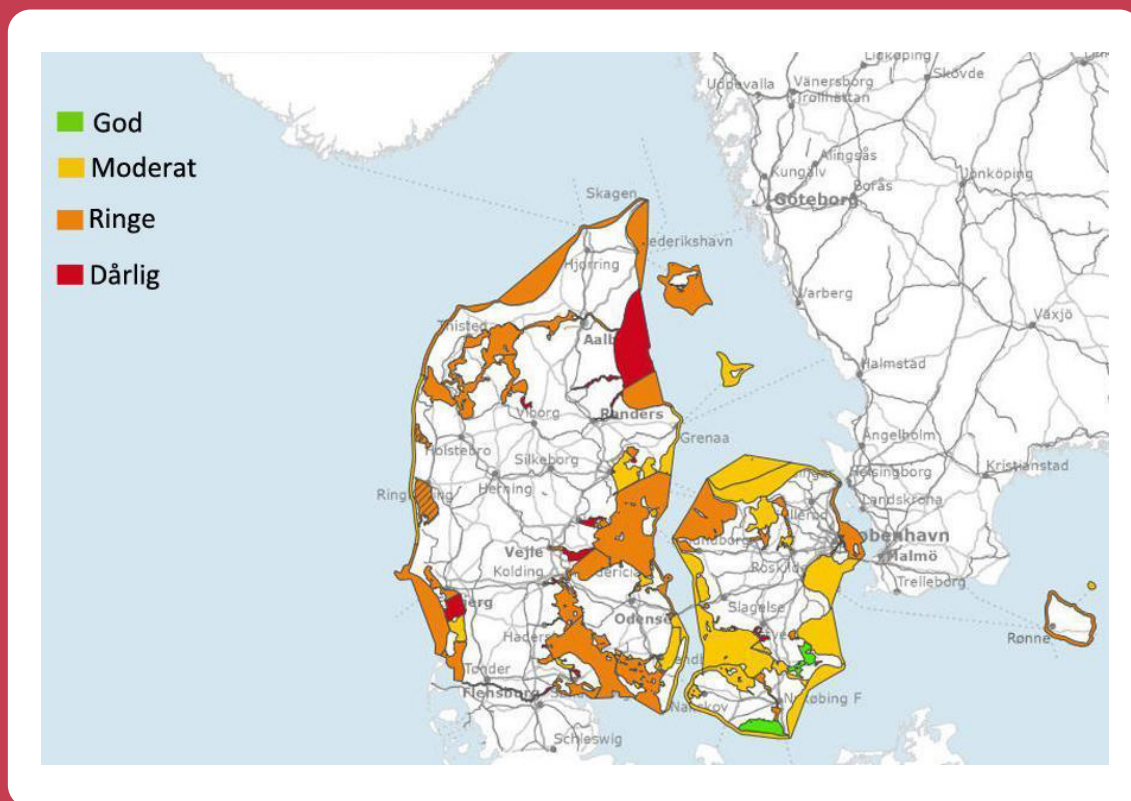 God
Moderat
Ringe
Dårlig
Lidköping
Skövde
Uddevalla
Vänersborg
Trollhättan
Alingsås
Kungälv
Borås
Jönköping
Göteborg
Skagen
ederikshavn
Hjørring
Varberg
Växjö
Thisted
Aalb
Halmstad
Viborg
Randers
Grenaa
Ängelholm
Holstebro
Silkeborg
Helsingborg
Kristianstad
Herning
Landskrona
Vejle
København
Malmö
Kolding
Roskilde
Trelleborg
Slagelse
Odense
Rønne
Tønder
Flensburg
Nakskov
Schleswig